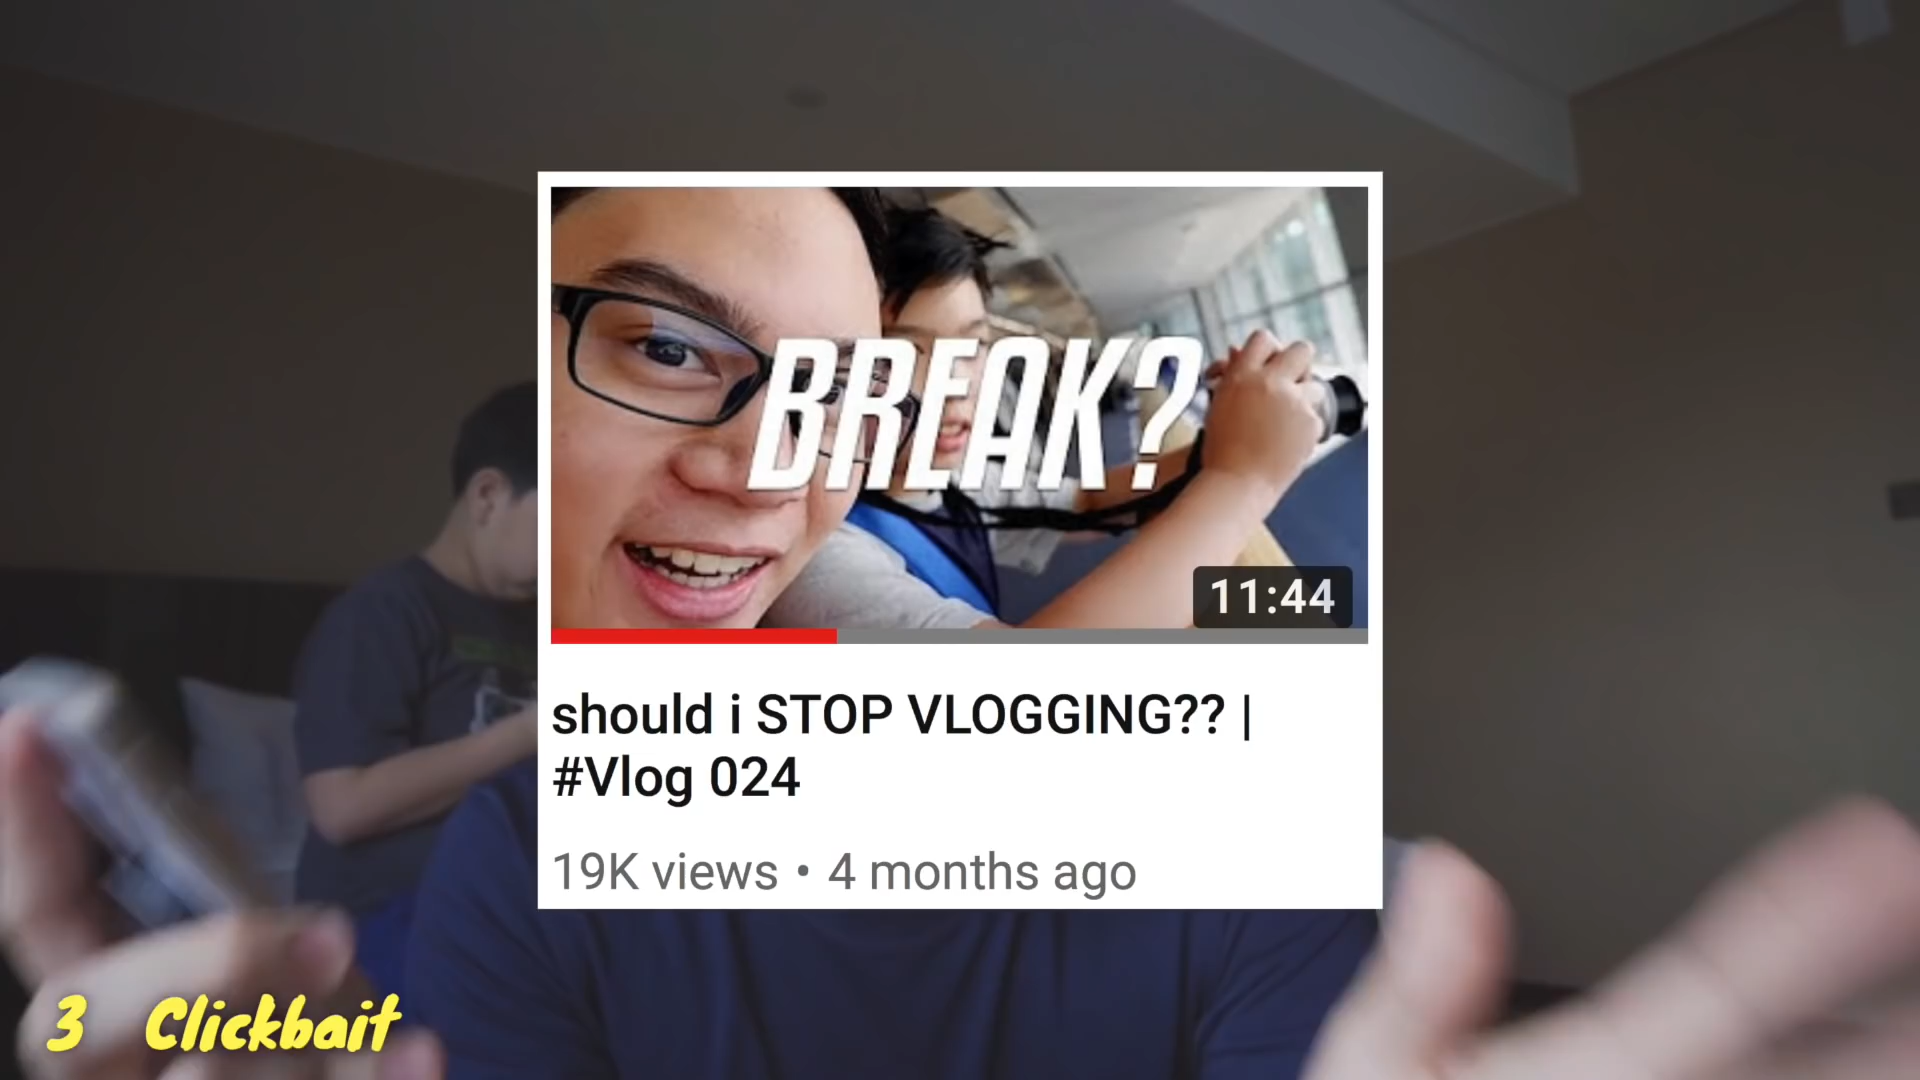 BREAK?
11:44
should i STOP VLOGGING?? |
#Vlog 024
19K views • 4 months ago
3 Clickbait